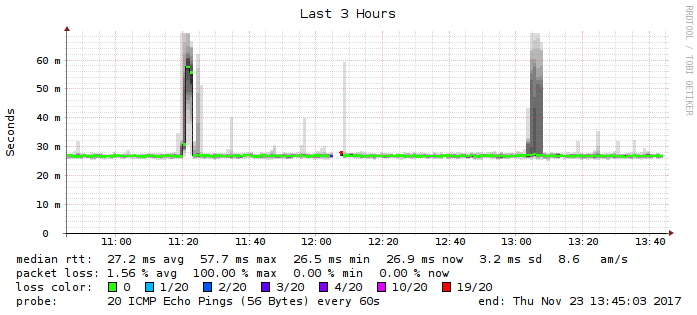 Last 3 Hours
RRDTOOL / TOBI OETIKER
Seconds
60 m
50 m
40 m
30 m
20 m
10 m
0
11:00 11:20 11:40 12:00 12:20 12:40 13:00 13:20 13:40
median rtt: 27.2 ms avg 57.7 ms max 26.5 ms min 26.9 ms now 3.2 ms sd 8.6 am/s
packet loss: 1.56 % avg 100.00 % max 0.00 % min 0.00 % now
loss color: 0 1/20 2/20 3/20 4/20 10/20 19/20
probe: 20 ICMP Echo Pings (56 Bytes) every 60s end: Thu Nov 23 13:45:03 2017